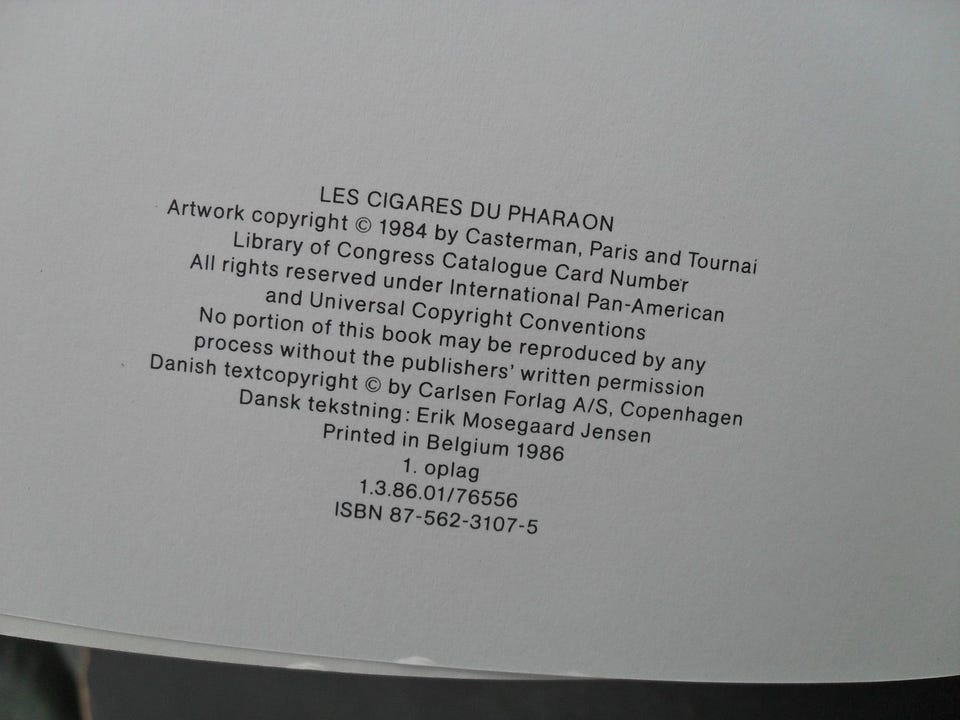 LES CIGARES DU PHARAON
Artwork copyright © 1984 by Casterman, Paris and Tournai
Library of Congress Catalogue Card Number
All rights reserved under International Pan-American
and Universal Copyright Conventions
No portion of this book may be reproduced by any
process without the publishers' written permission
Danish textcopyright © by Carlsen Forlag A/S, Copenhagen
Dansk tekstning: Erik Mosegaard Jensen
Printed in Belgium 1986
1. oplag
1.3.86.01/76556
ISBN 87-562-3107-5